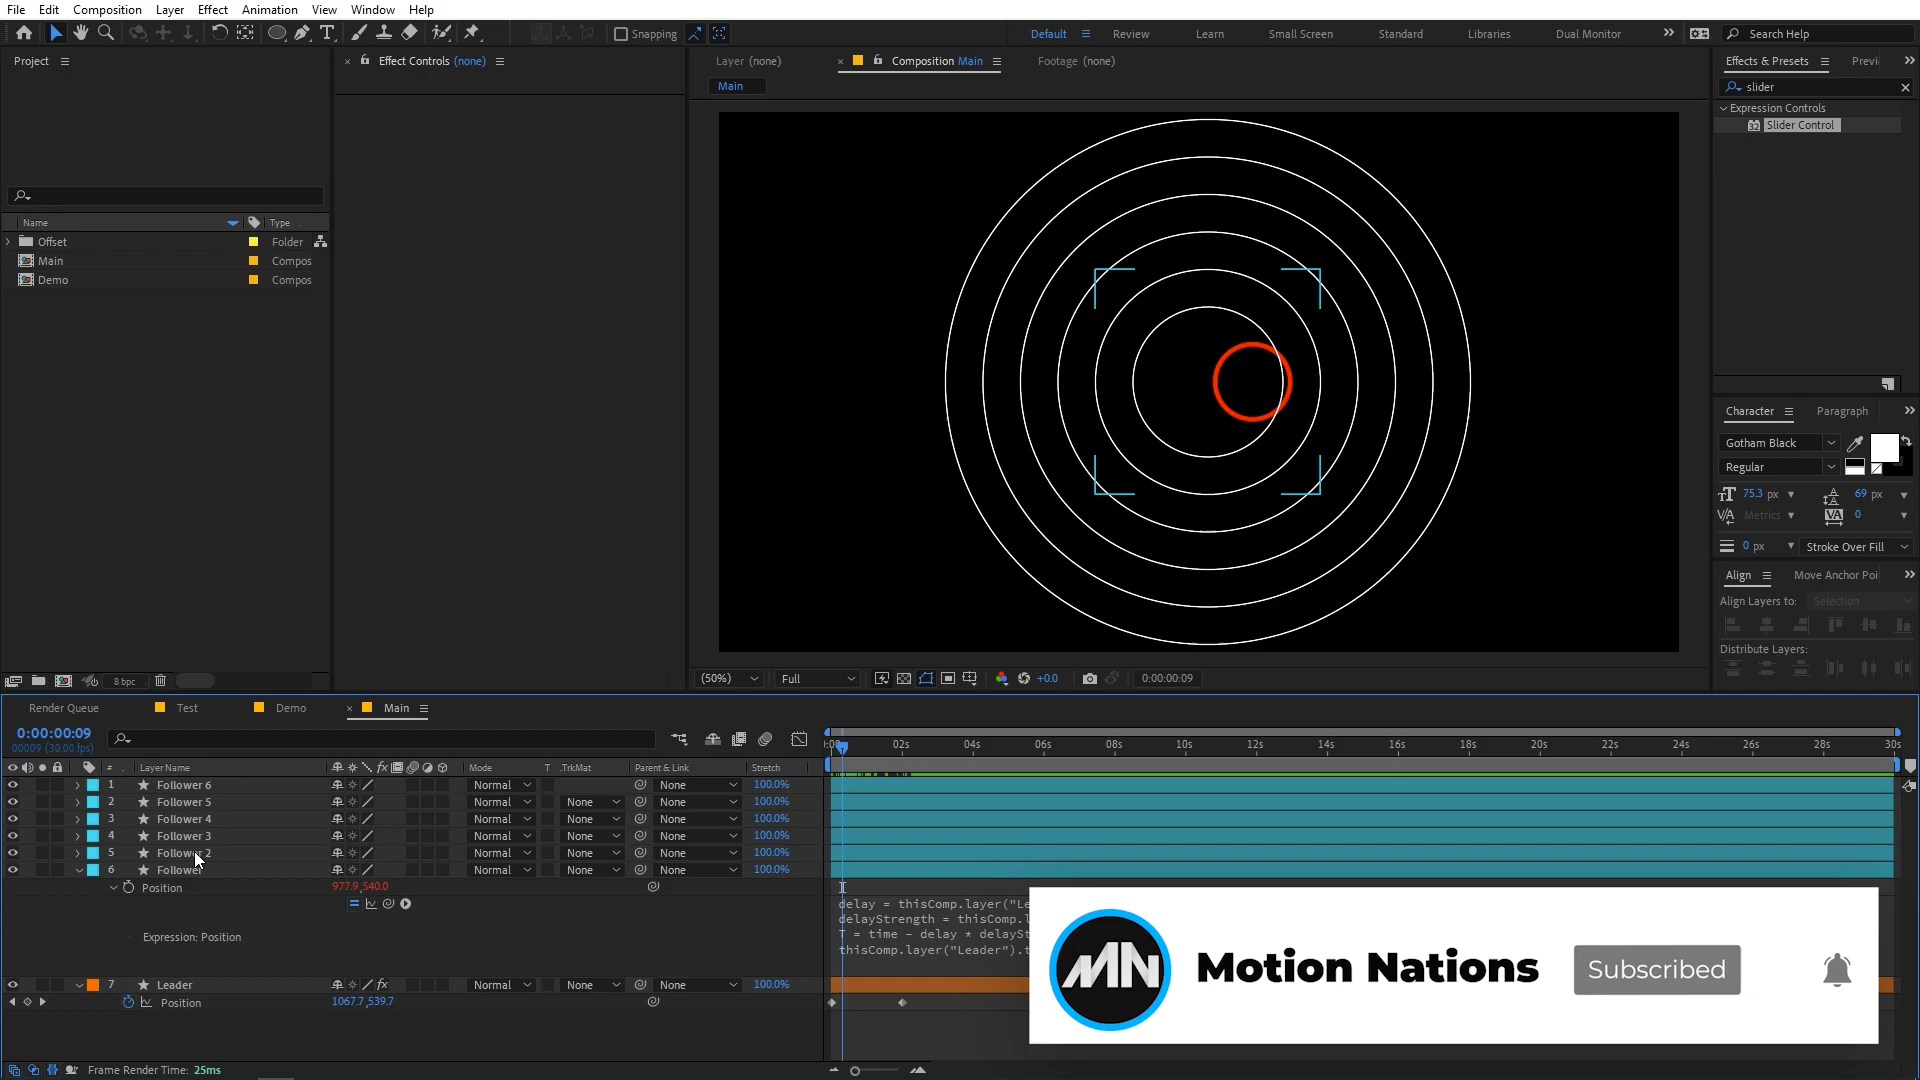 File Edit Composition Layer Effect Animation View Window Help
Snapping Default Review Learn Small Screen Standard Libraries Dual Monitor Search Help
Project Effect Controls (none) Layer (none) Composition Main Footage (none) Effects & Presets Previ
Main slider
Expression Controls
Slider Control
Name Type
Offset Folder
Main Compos
Demo Compos
Character Paragraph
Gotham Black
Regular
75.3 px 69 px
Metrics 0
0 px Stroke Over Fill
Align Move Anchor Poi
Align Layers to: Selection
Distribute Layers:
8 bpc (50%) Full +0.0 0:00:00:09
Render Queue Test Demo Main
0:00:00:09
00009 (30.00 fps)
02s 04s 06s 08s 10s 12s 14s 16s 18s 20s 22s 24s 26s 28s 30s
# Layer Name Mode T .TrkMat Parent & Link Stretch
1 Follower 6 Normal None 100.0%
2 Follower 5 Normal None None 100.0%
3 Follower 4 Normal None None 100.0%
4 Follower 3 Normal None None 100.0%
5 Follower 2 Normal None None 100.0%
6 Follower Normal None None 100.0%
Position 977.9,540.0
delay = thisComp.layer("Le
delayStrength = thisComp.l
T = time - delay * delaySt
Expression: Position
thisComp.layer("Leader").t
Motion Nations Subscribed
7 Leader Normal None None 100.0%
Position 1067.7,539.7
Frame Render Time: 25ms